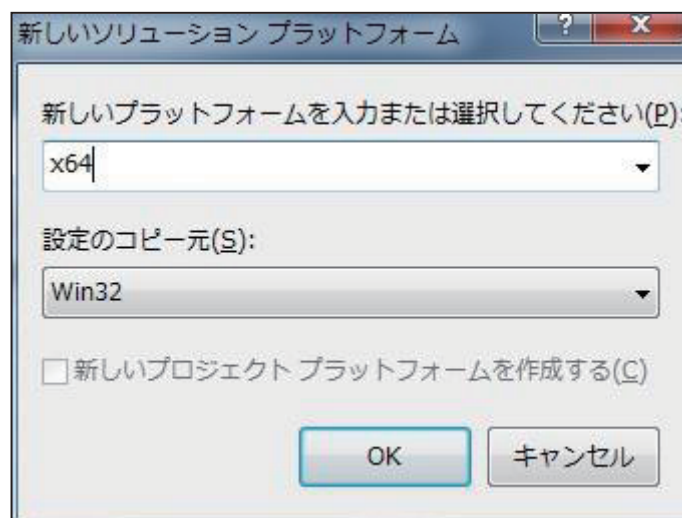 新しいソリューション プラットフォーム
?
新しいプラットフォームを入力または選択してください(P):
x64
設定のコピー元(S):
Win32
新しいプロジェクト プラットフォームを作成する(C)
OK キャンセル